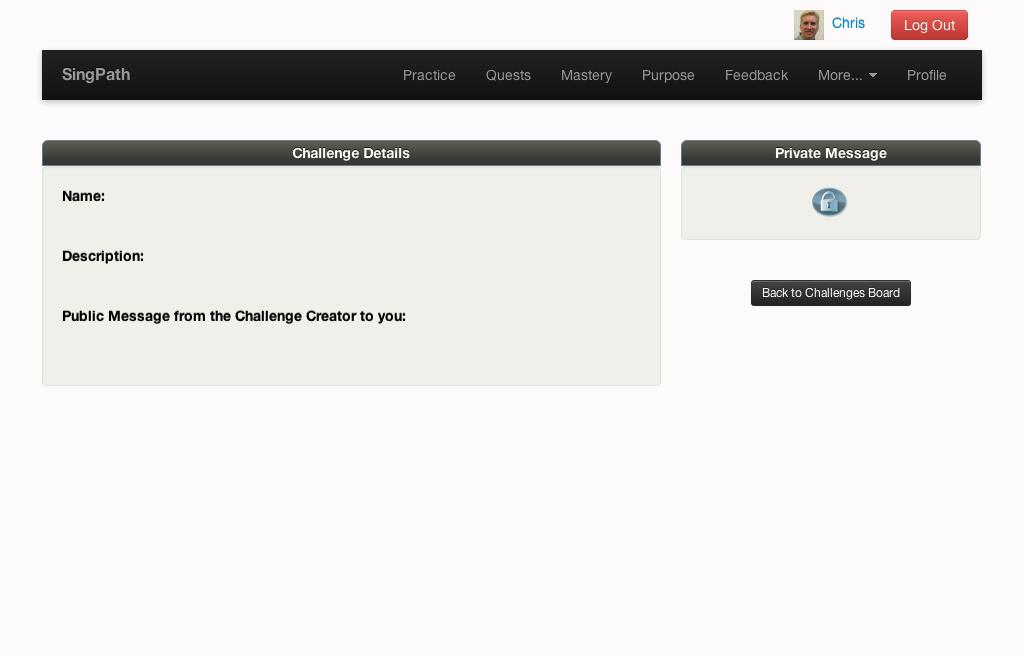 Chris
Log Out
SingPath
Practice Quests Mastery Purpose Feedback More... Profile
Challenge Details
Name:
Description:
Public Message from the Challenge Creator to you:
Private Message
Back to Challenges Board